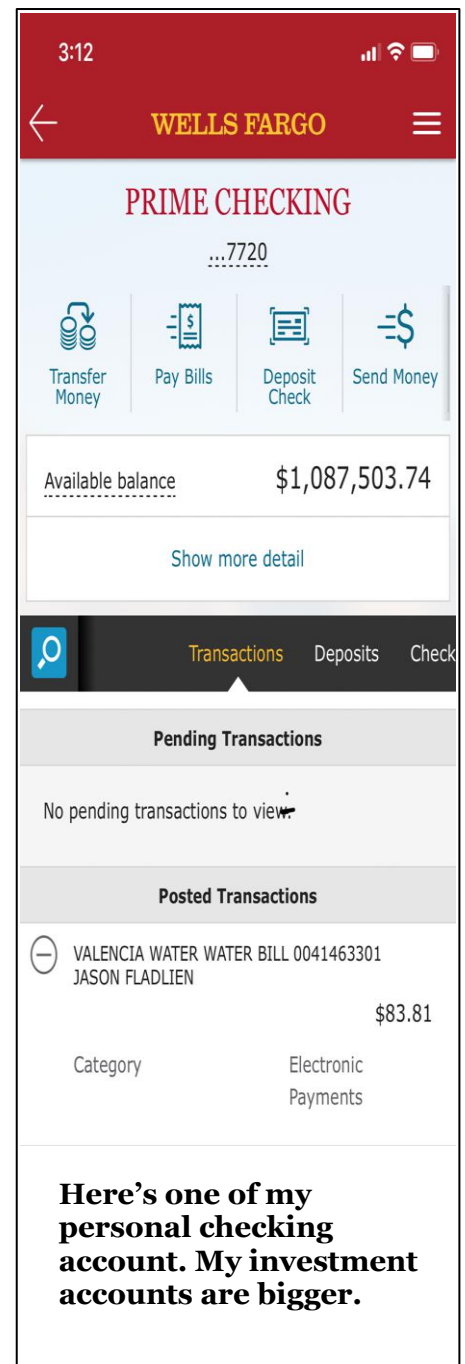 3:12
WELLS FARGO
PRIME CHECKING
...7720
Transfer
Money
Pay Bills
Deposit
Check
Send Money
Available balance $1,087,503.74
Show more detail
Transactions Deposits Check
Pending Transactions
No pending transactions to view.
Posted Transactions
VALENCIA WATER WATER BILL 0041463301
JASON FLADLIEN
$83.81
Category
Electronic
Payments
Here’s one of my
personal checking
account. My investment
accounts are bigger.